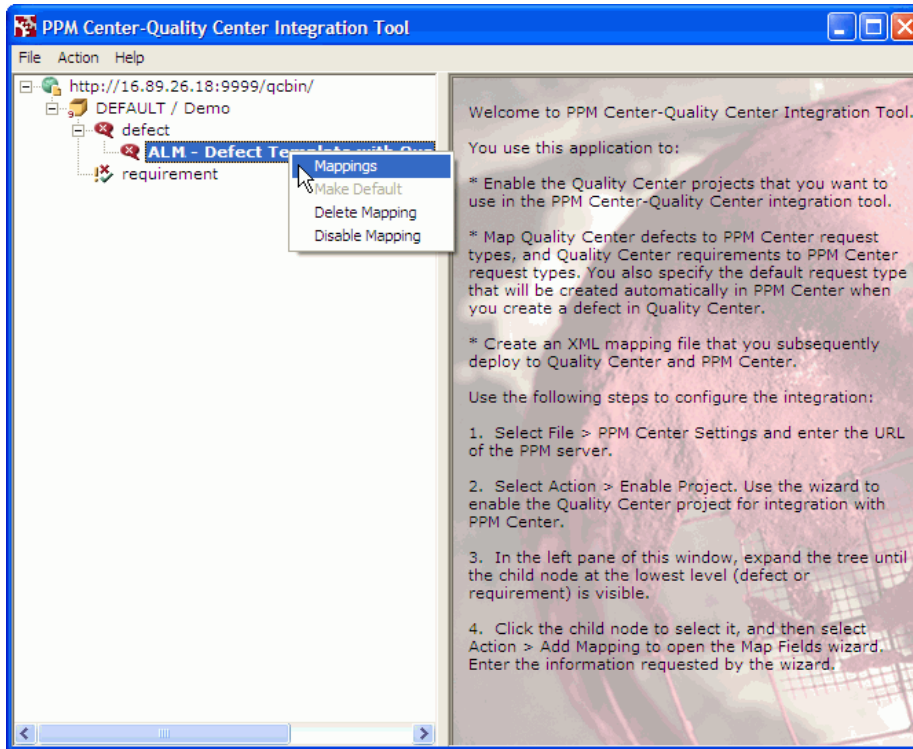 PPM Center-Quality Center Integration Tool
File Action Help
http://16.89.26.18:9999/qcbin/
DEFAULT / Demo
defect
ALM - Defect Template with
requirement
Mappings
Make Default
Delete Mapping
Disable Mapping
Welcome to PPM Center-Quality Center Integration Tool.
You use this application to:
* Enable the Quality Center projects that you want to
use in the PPM Center-Quality Center integration tool.
* Map Quality Center defects to PPM Center request
types, and Quality Center requirements to PPM Center
request types. You also specify the default request type
that will be created automatically in PPM Center when
you create a defect in Quality Center.
* Create an XML mapping file that you subsequently
deploy to Quality Center and PPM Center.
Use the following steps to configure the integration:
1. Select File > PPM Center Settings and enter the URL
of the PPM server.
2. Select Action > Enable Project. Use the wizard to
enable the Quality Center project for integration with
PPM Center.
3. In the left pane of this window, expand the tree until
the child node at the lowest level (defect or
requirement) is visible.
4. Click the child node to select it, and then select
Action > Add Mapping to open the Map Fields wizard.
Enter the information requested by the wizard.